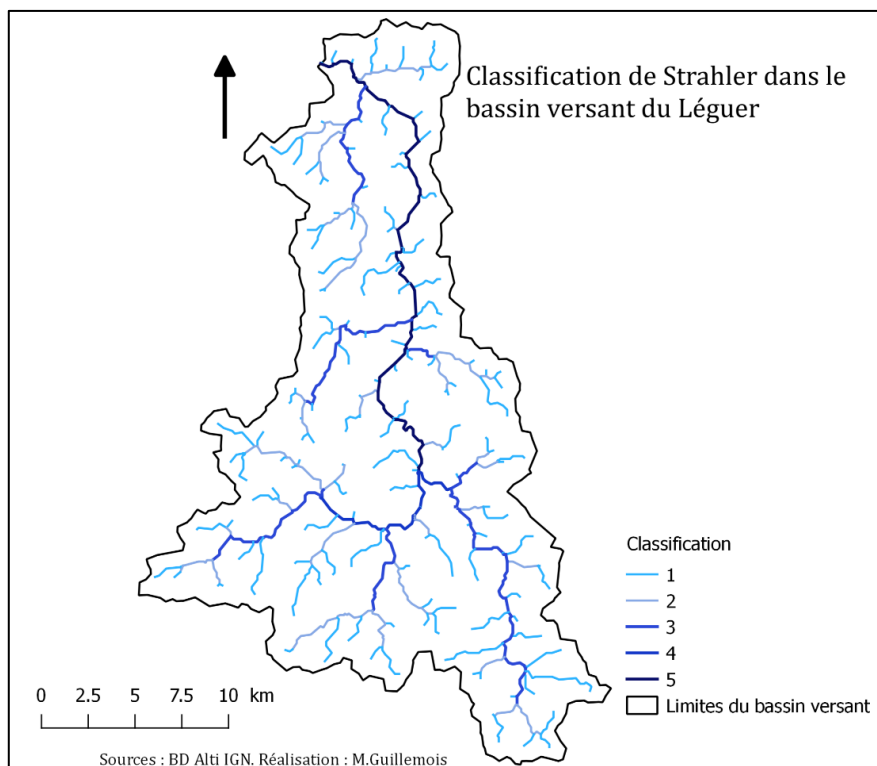 Classification de Strahler dans le
bassin versant du Léguer
Classification
1
2
3
4
5
Limites du bassin versant
0 2.5 5 7.5 10 km
Sources : BD Alti IGN. Réalisation : M.Guillemois